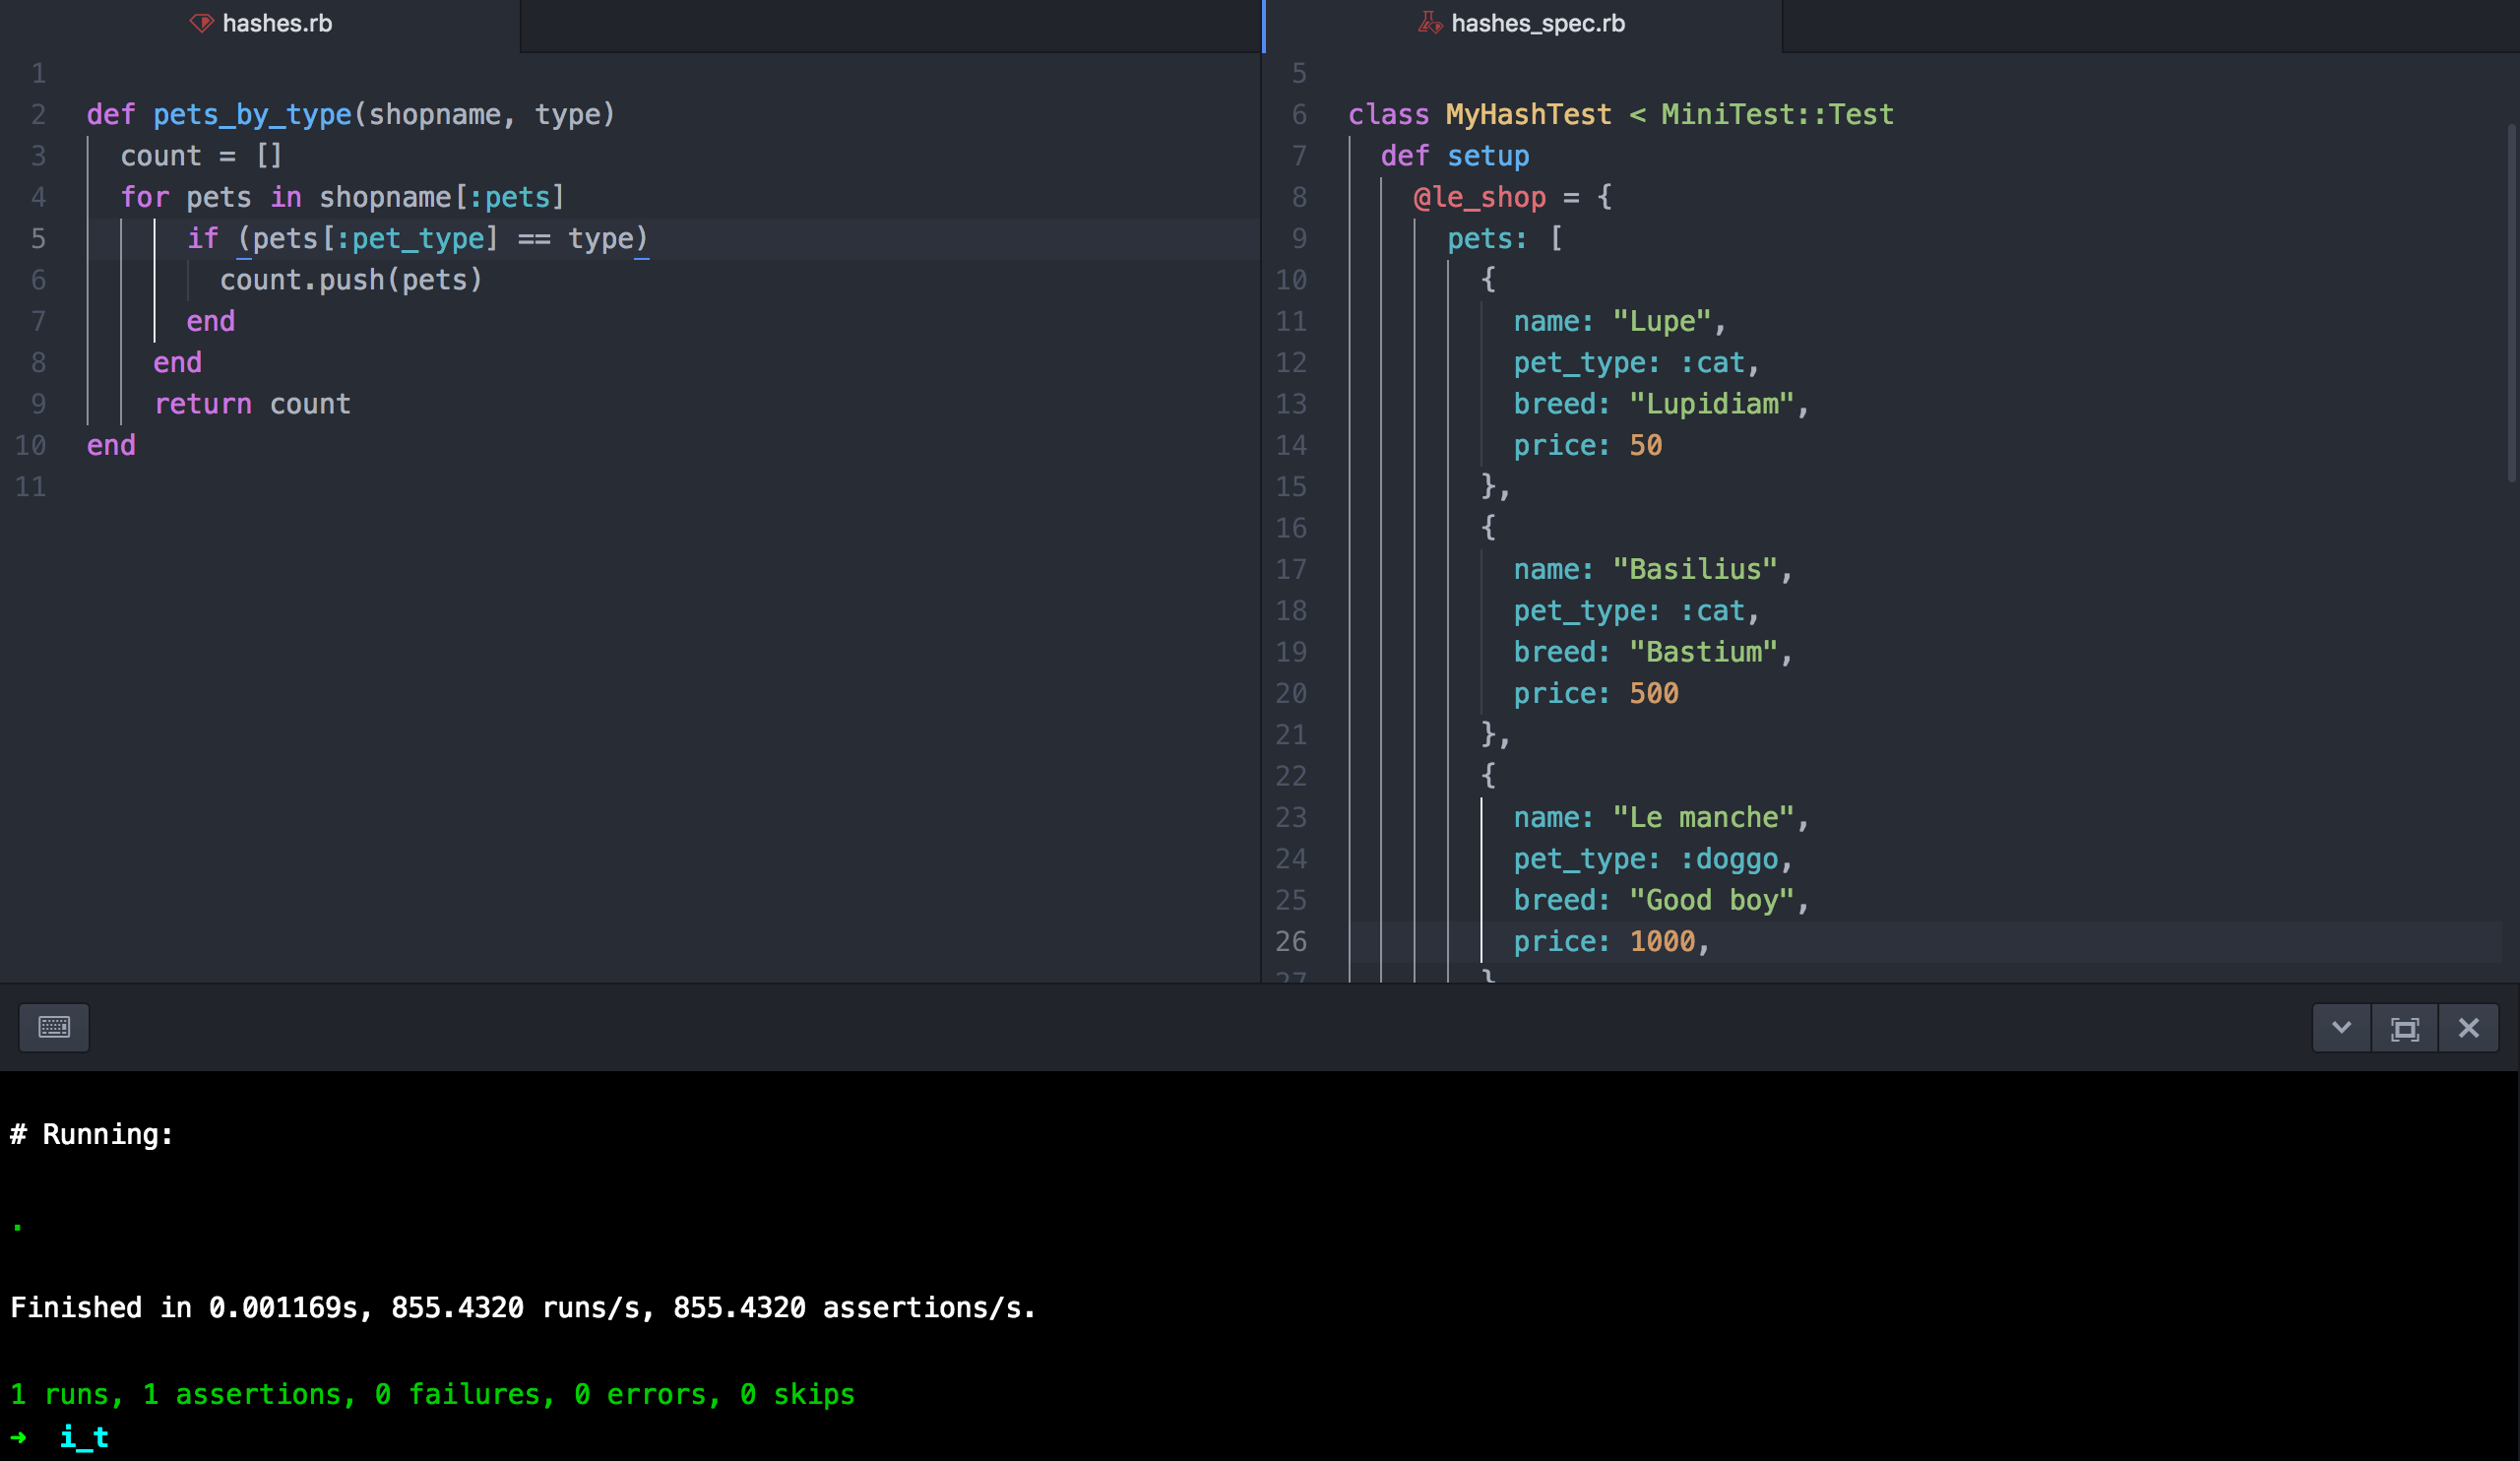 hashes.rb
1
2 def pets_by_type(shopname, type)
3 count = []
4 for pets in shopname[:pets]
5 if (pets[:pet_type] == type)
6 count.push(pets)
7 end
8 end
9 return count
10 end
11
hashes_spec.rb
5
6 class MyHashTest < MiniTest::Test
7 def setup
8 @le_shop = {
9 pets: [
10 {
11 name: "Lupe",
12 pet_type: :cat,
13 breed: "Lupidiam",
14 price: 50
15 },
16 {
17 name: "Basilius",
18 pet_type: :cat,
19 breed: "Bastium",
20 price: 500
21 },
22 {
23 name: "Le manche",
24 pet_type: :doggo,
25 breed: "Good boy",
26 price: 1000,
27 }
# Running:
.
Finished in 0.001169s, 855.4320 runs/s, 855.4320 assertions/s.
1 runs, 1 assertions, 0 failures, 0 errors, 0 skips
➜ i_t